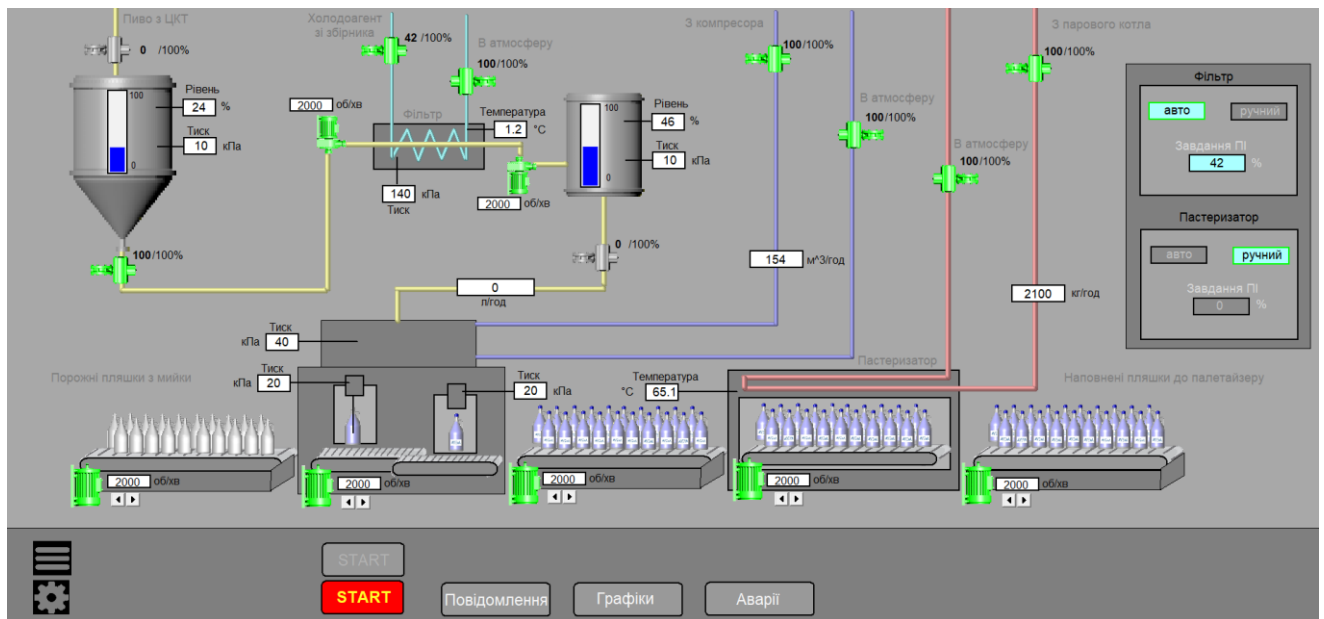 Пиво з ЦКТ
0 /100%
Рівень
24 %
Тиск
10 кПа
100
0
100/100%
Холодоагент
зі збірника
42 /100%
В атмосферу
100/100%
2000 об/хв
Фільтр
Температура
1.2 °C
140 кПа
Тиск
2000 об/хв
100
0
Рівень
46 %
Тиск
10 кПа
0 /100%
0
л/год
З компресора
100/100%
В атмосферу
100/100%
154 м^3/год
З парового котла
100/100%
В атмосферу
100/100%
2100 кг/год
Фільтр
авто ручний
Завдання ПІ
42 %
Пастеризатор
авто ручний
Завдання ПІ
0 %
Тиск
кПа 40
Тиск
кПа 20
Тиск
20 кПа
Порожні пляшки з мийки
Температура
°C 65.1
Пастеризатор
Наповнені пляшки до палетайзеру
2000 об/хв
2000 об/хв
2000 об/хв
2000 об/хв
2000 об/хв
START
START
Повідомлення
Графіки
Аварії